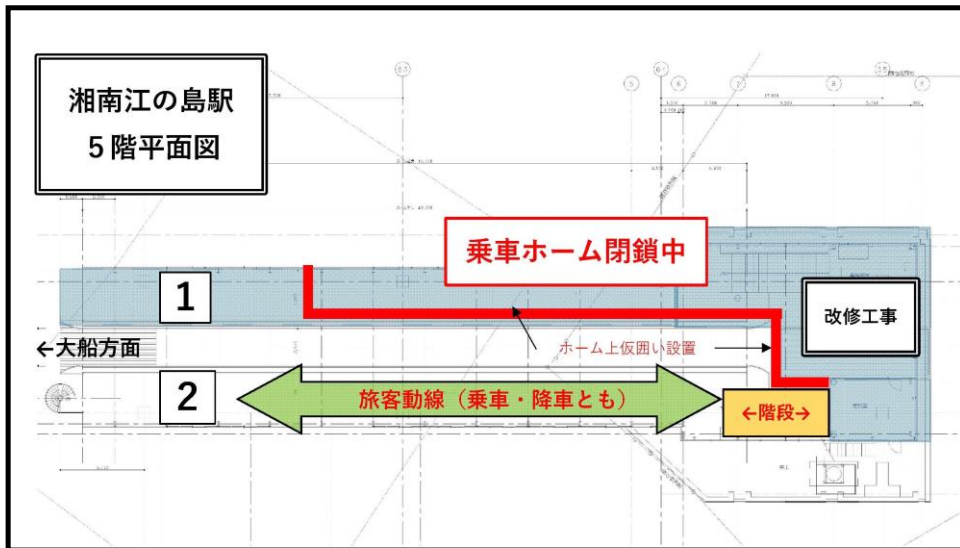 湘南江の島駅
5階平面図
乗車ホーム閉鎖中
1
改修工事
ホーム上仮囲い設置
←大船方面
2
旅客動線（乗車・降車とも）
←階段→